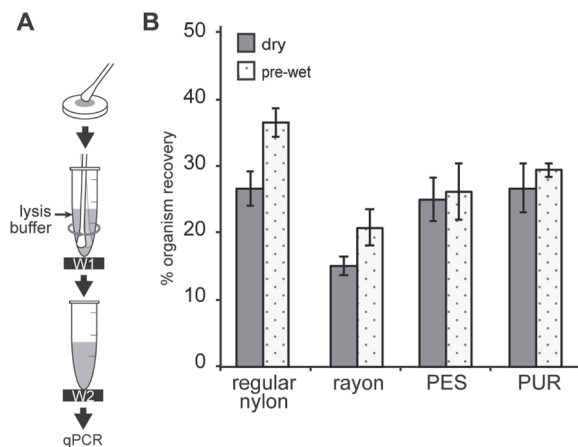 A
lysis
buffer
W1
W2
qPCR
B
dry
pre-wet
% organism recovery
50
40
30
20
10
0
regular
nylon
rayon
PES
PUR